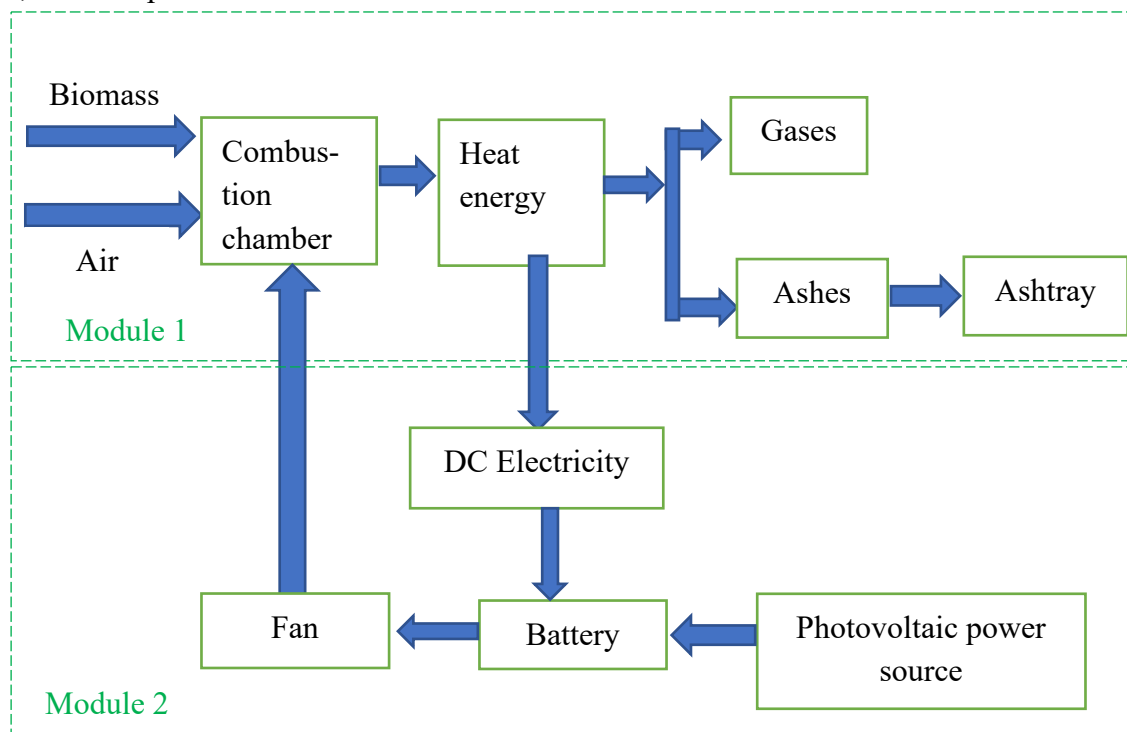 Biomass
Air
Combus-
tion
chamber
Heat
energy
Gases
Ashes
Ashtray
Module 1
DC Electricity
Fan
Battery
Photovoltaic power
source
Module 2